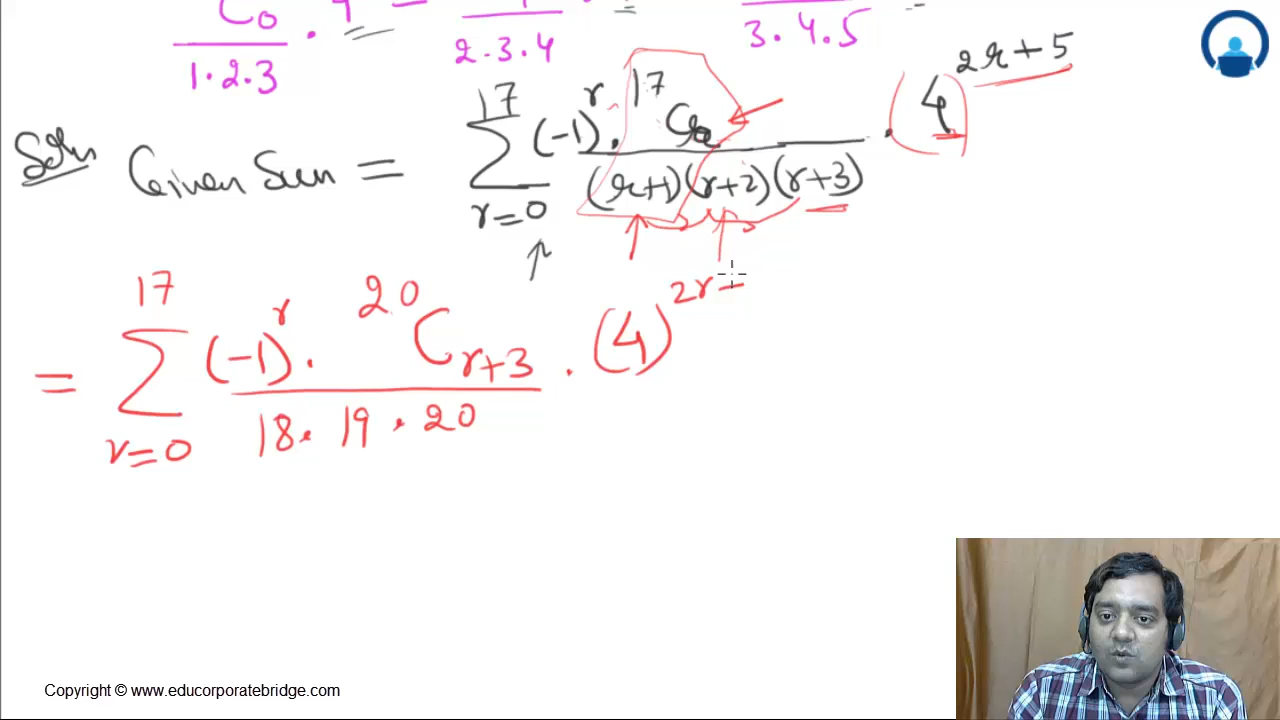 C₀/(1·2·3) ·
2·3·4
3·4·5
Soln Given Sum = Σ_{r=0}^{17} (-1)^r · ¹⁷C_r / ((r+1)(r+2)(r+3)) · (4)^{2r+5}
= Σ_{r=0}^{17} (-1)^r · ²⁰C_{r+3} / (18·19·20) · (4)^{2r
Copyright © www.educorporatebridge.com